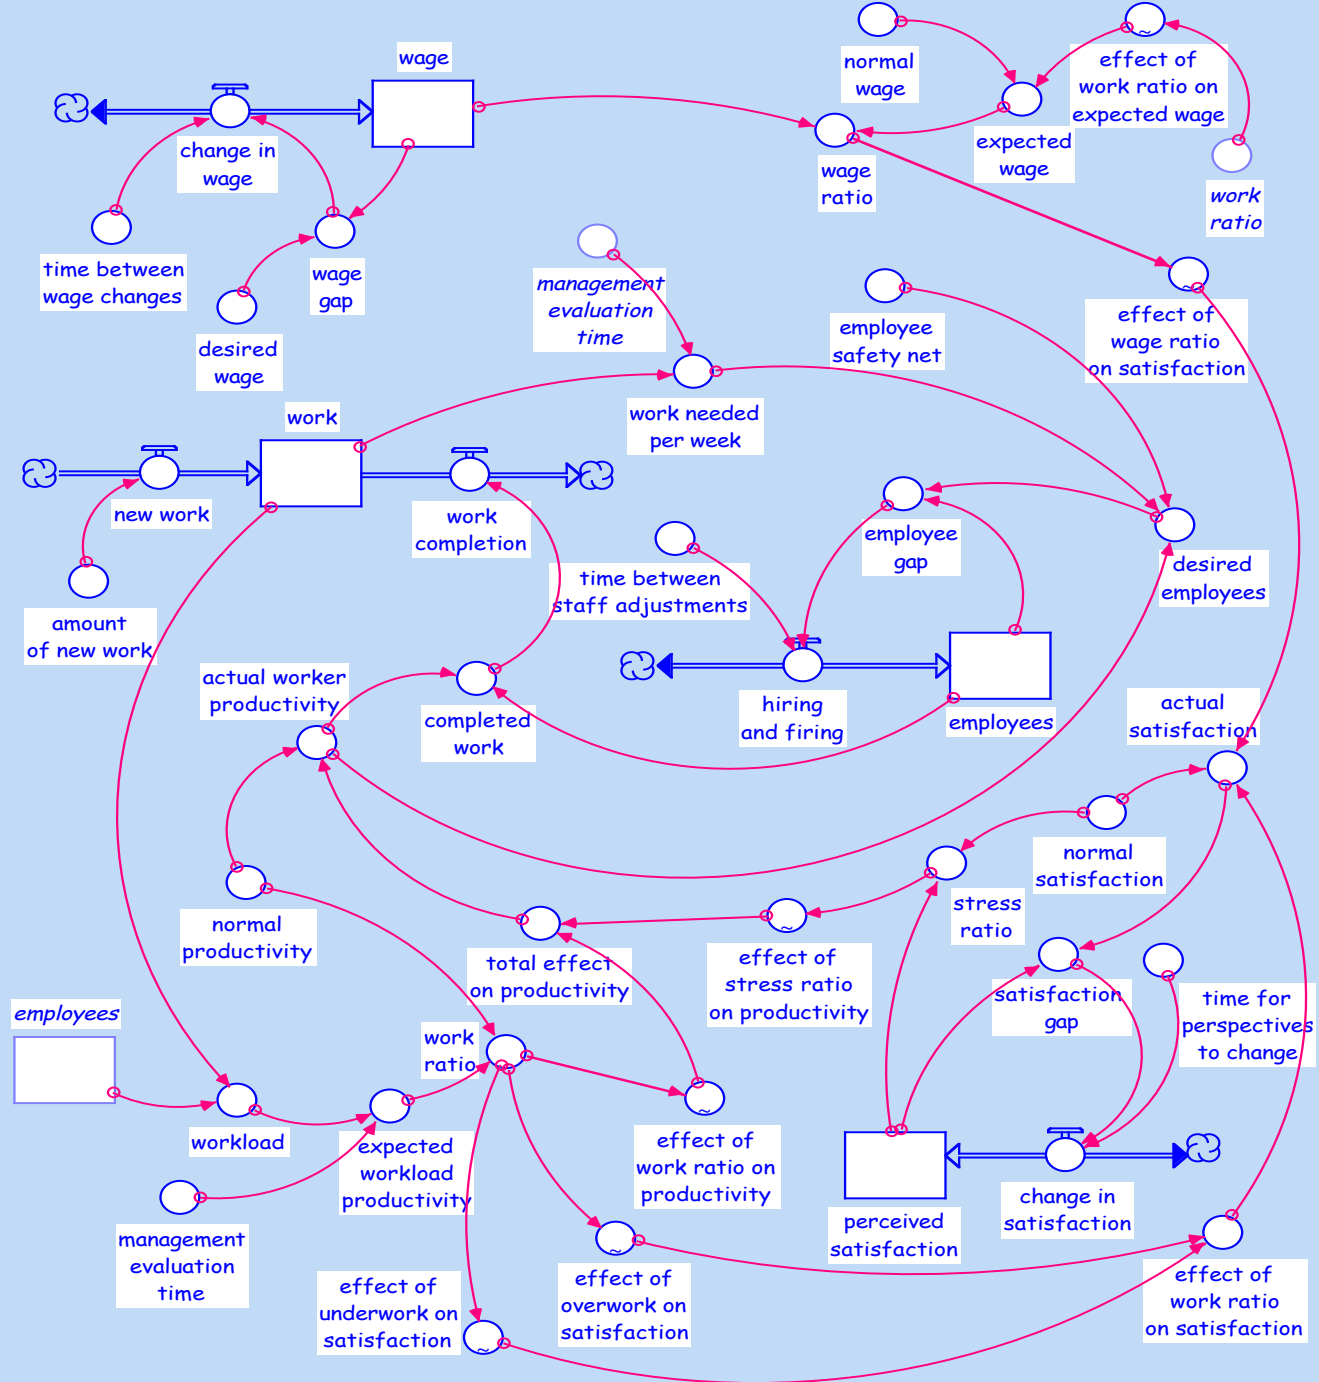 wage
normal
wage
effect of
work ratio on
expected wage
change in
wage
expected
wage
wage
ratio
work
ratio
time between
wage changes
wage
gap
management
evaluation
time
desired
wage
employee
safety net
effect of
wage ratio
on satisfaction
work
work needed
per week
new work
work
completion
employee
gap
desired
employees
time between
staff adjustments
amount
of new work
actual worker
productivity
completed
work
hiring
and firing
employees
actual
satisfaction
normal
satisfaction
normal
productivity
stress
ratio
total effect
on productivity
effect of
stress ratio
on productivity
satisfaction
gap
time for
perspectives
to change
employees
work
ratio
workload
expected
workload
productivity
effect of
work ratio on
productivity
management
evaluation
time
perceived
satisfaction
change in
satisfaction
effect of
underwork on
satisfaction
effect of
overwork on
satisfaction
effect of
work ratio
on satisfaction